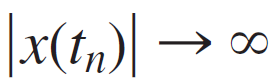 |x(tₙ)| → ∞